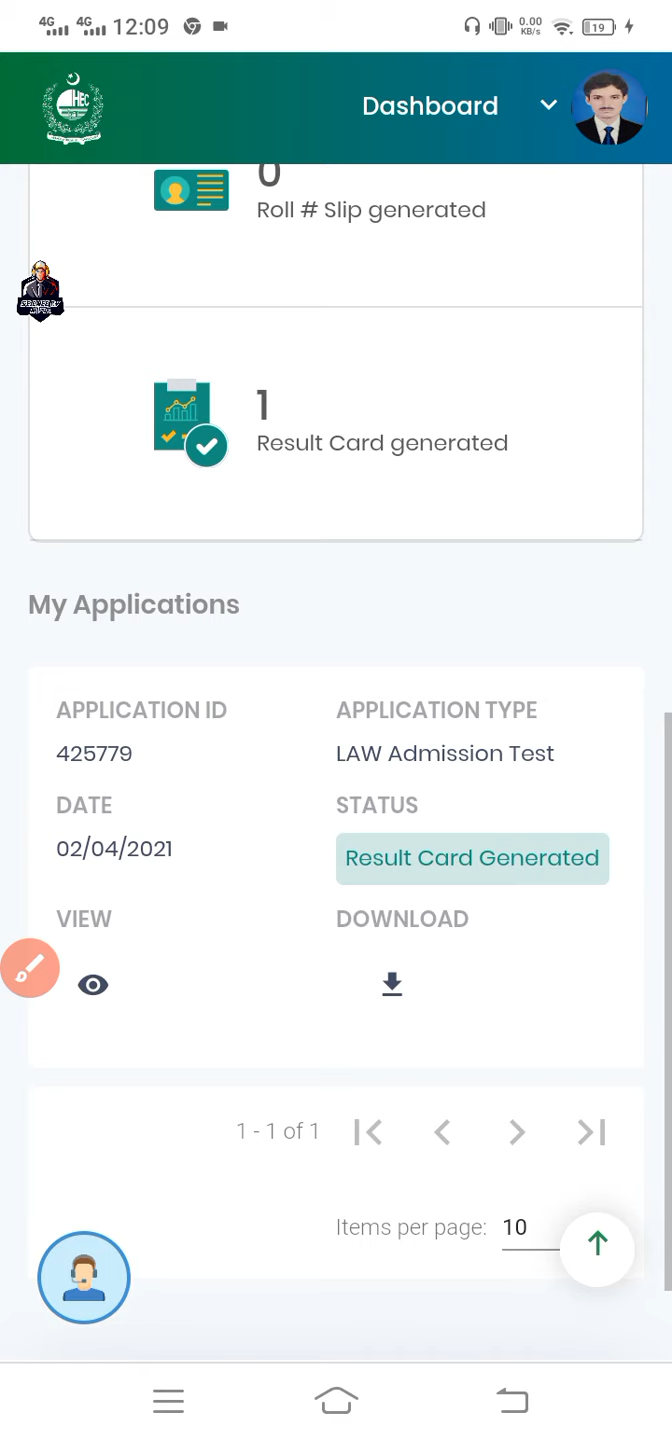 4G 4G 12:09 0.00 KB/s 19
HEC Dashboard
0
Roll # Slip generated
1
Result Card generated
My Applications
APPLICATION ID APPLICATION TYPE
425779 LAW Admission Test
DATE STATUS
02/04/2021 Result Card Generated
VIEW DOWNLOAD
1 - 1 of 1
Items per page: 10